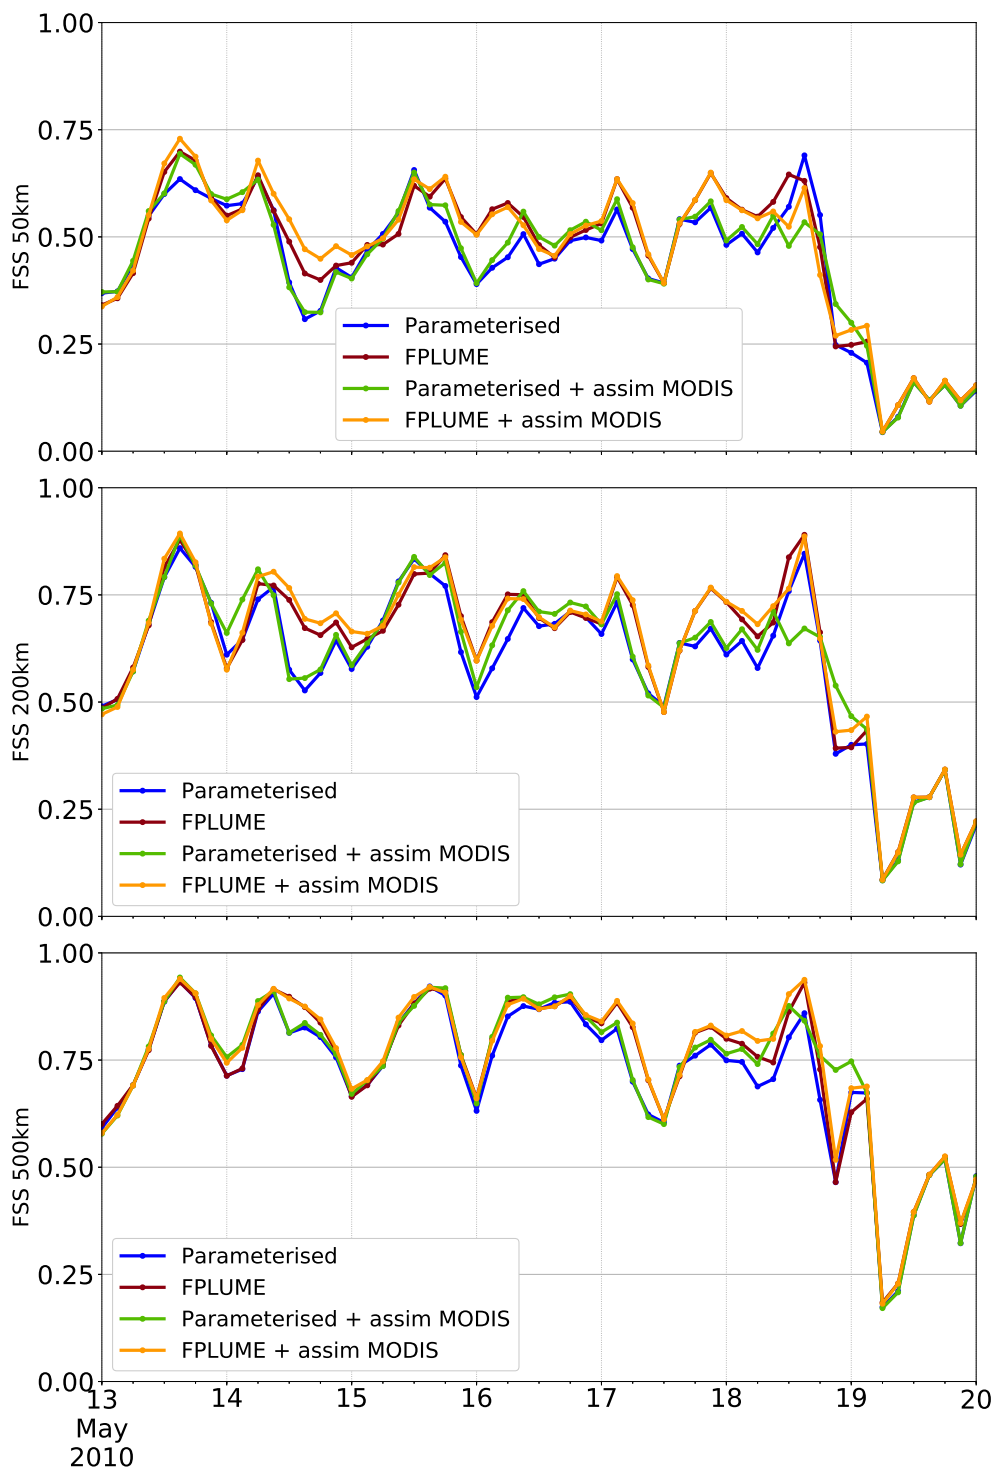 1.00
0.75
0.50
0.25
0.00
FSS 50km
Parameterised
FPLUME
Parameterised + assim MODIS
FPLUME + assim MODIS
1.00
0.75
0.50
0.25
0.00
FSS 200km
Parameterised
FPLUME
Parameterised + assim MODIS
FPLUME + assim MODIS
1.00
0.75
0.50
0.25
0.00
FSS 500km
Parameterised
FPLUME
Parameterised + assim MODIS
FPLUME + assim MODIS
13 14 15 16 17 18 19 20
May
2010